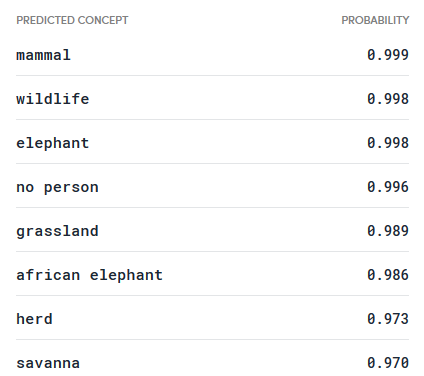 PREDICTED CONCEPT PROBABILITY
mammal 0.999
wildlife 0.998
elephant 0.998
no person 0.996
grassland 0.989
african elephant 0.986
herd 0.973
savanna 0.970